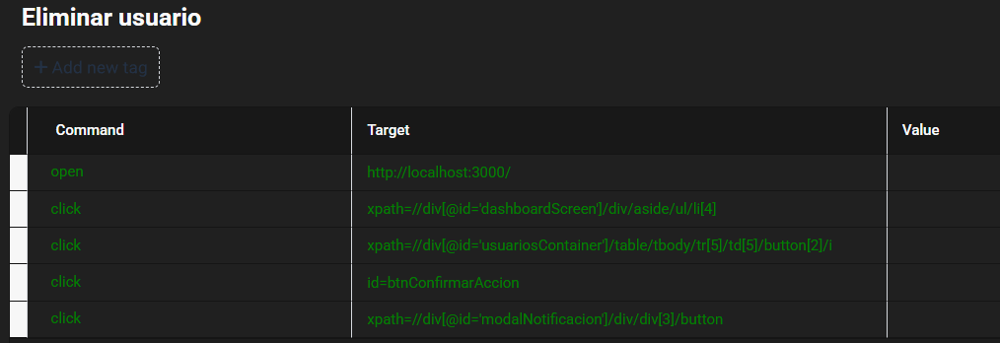 Eliminar usuario
+ Add new tag
Command Target Value
open http://localhost:3000/
click xpath=//div[@id='dashboardScreen']/div/aside/ul/li[4]
click xpath=//div[@id='usuariosContainer']/table/tbody/tr[5]/td[5]/button[2]/i
click id=btnConfirmarAccion
click xpath=//div[@id='modalNotificacion']/div/div[3]/button